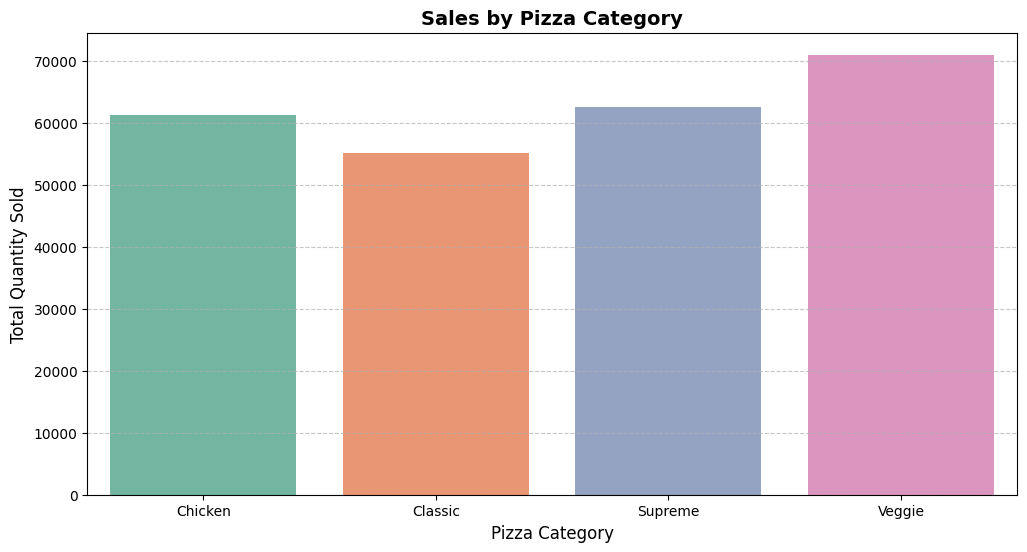 Sales by Pizza Category
Total Quantity Sold
70000
60000
50000
40000
30000
20000
10000
0
Chicken Classic Supreme Veggie
Pizza Category